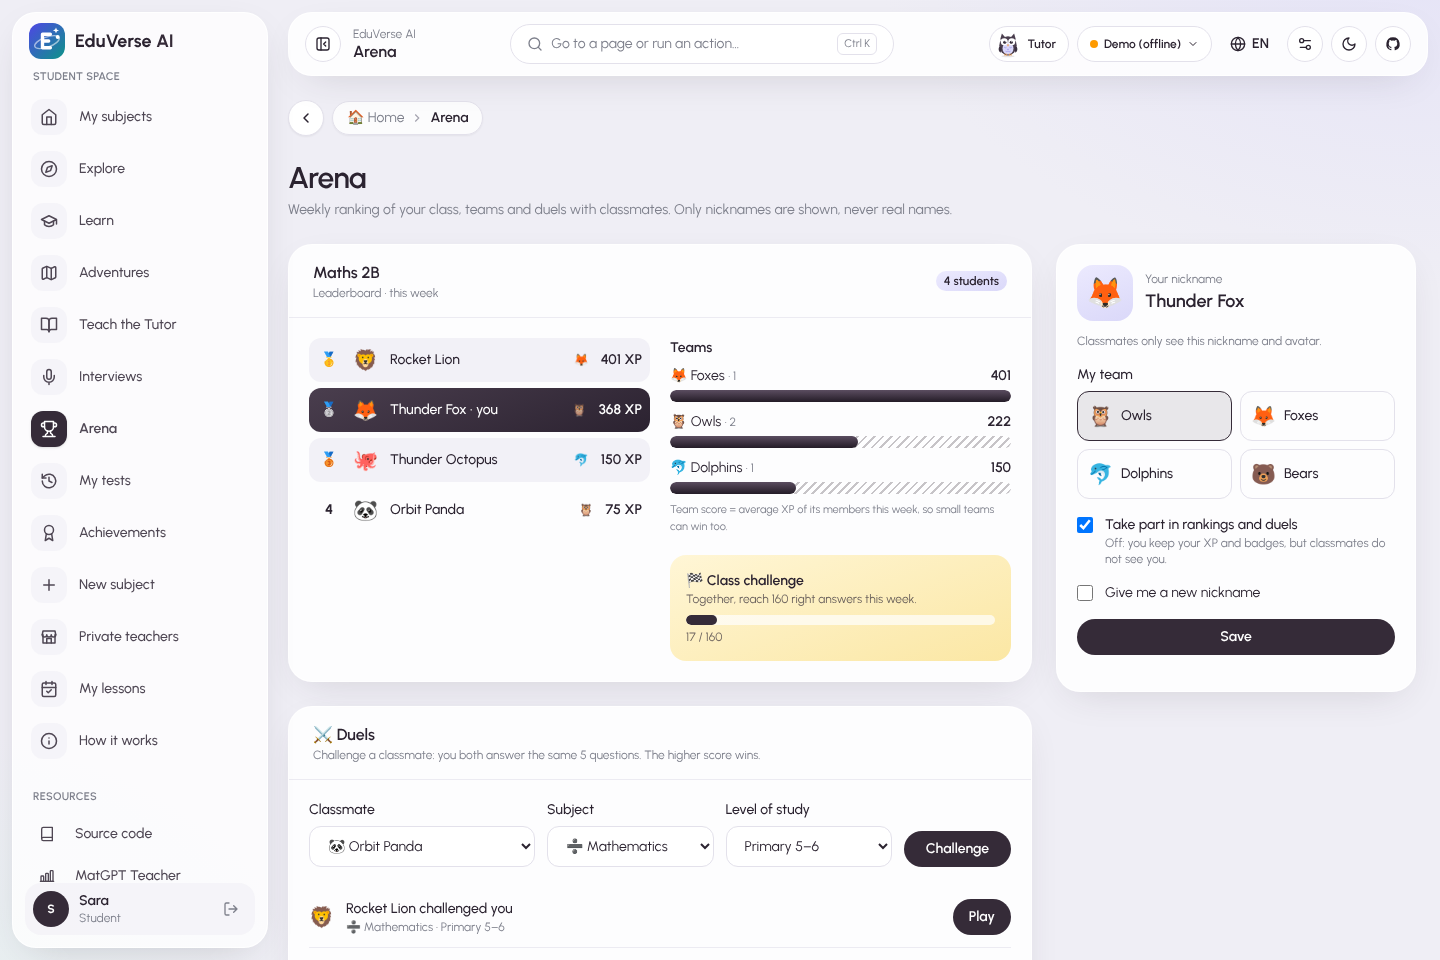 EduVerse AI
STUDENT SPACE
My subjects
Explore
Learn
Adventures
Teach the Tutor
Interviews
Arena
My tests
Achievements
New subject
Private teachers
My lessons
How it works
RESOURCES
Source code
MatGPT Teacher
S
Sara
Student
EduVerse AI
Arena
Go to a page or run an action...
Ctrl K
Tutor
Demo (offline)
EN
Home
Arena
Arena
Weekly ranking of your class, teams and duels with classmates. Only nicknames are shown, never real names.
Maths 2B
Leaderboard · this week
4 students
Rocket Lion 401 XP
Thunder Fox · you 368 XP
Thunder Octopus 150 XP
4 Orbit Panda 75 XP
Teams
Foxes · 1 401
Owls · 2 222
Dolphins · 1 150
Team score = average XP of its members this week, so small teams
can win too.
Class challenge
Together, reach 160 right answers this week.
17 / 160
Duels
Challenge a classmate: you both answer the same 5 questions. The higher score wins.
Classmate Subject Level of study
Orbit Panda Mathematics Primary 5–6 Challenge
Rocket Lion challenged you
Mathematics · Primary 5–6
Play
Your nickname
Thunder Fox
Classmates only see this nickname and avatar.
My team
Owls Foxes
Dolphins Bears
Take part in rankings and duels
Off: you keep your XP and badges, but classmates do
not see you.
Give me a new nickname
Save